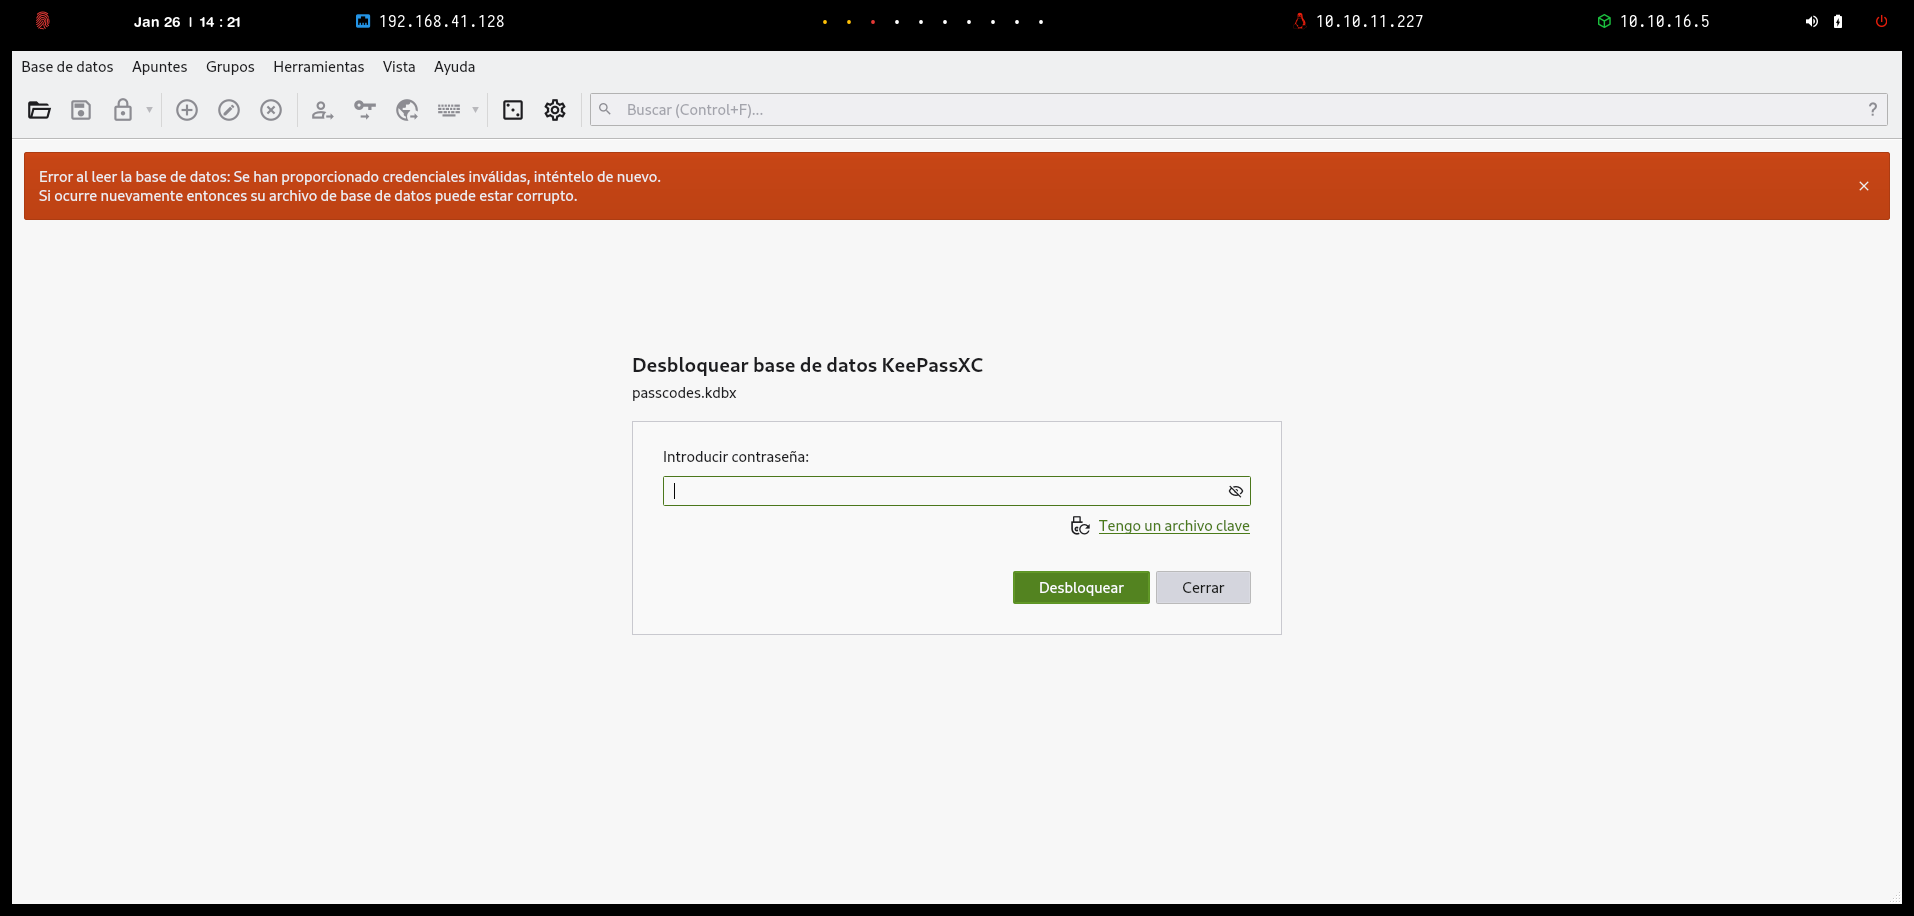 Jan 26 | 14 : 21 192.168.41.128 10.10.11.227 10.10.16.5
Base de datos Apuntes Grupos Herramientas Vista Ayuda
Buscar (Control+F)... ?
Error al leer la base de datos: Se han proporcionado credenciales inválidas, inténtelo de nuevo.
Si ocurre nuevamente entonces su archivo de base de datos puede estar corrupto.
Desbloquear base de datos KeePassXC
passcodes.kdbx
Introducir contraseña:
Tengo un archivo clave
Desbloquear Cerrar